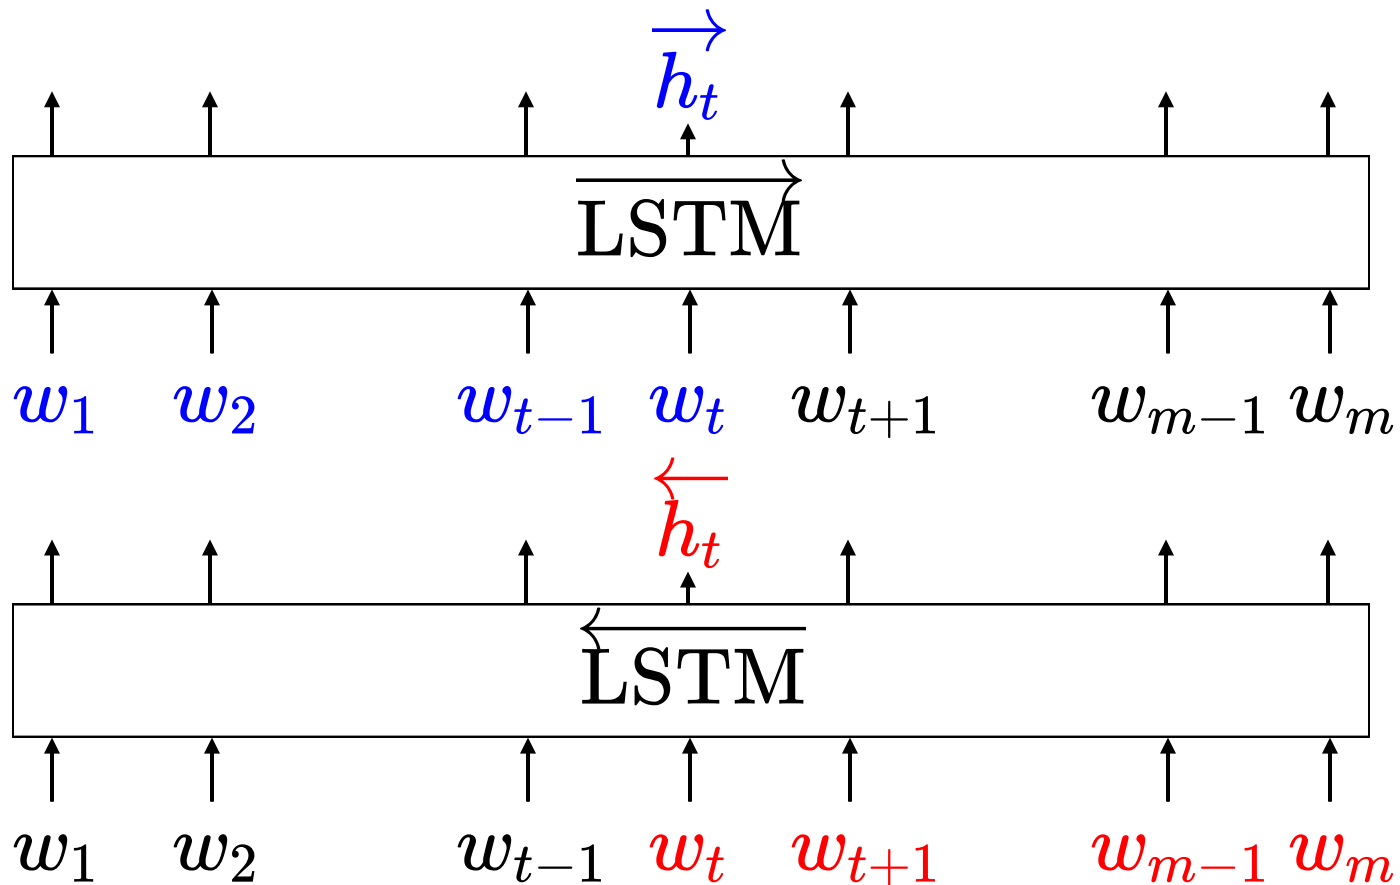 →h_t
→LSTM
w_1 w_2 w_{t-1} w_t w_{t+1} w_{m-1} w_m
←h_t
←LSTM
w_1 w_2 w_{t-1} w_t w_{t+1} w_{m-1} w_m